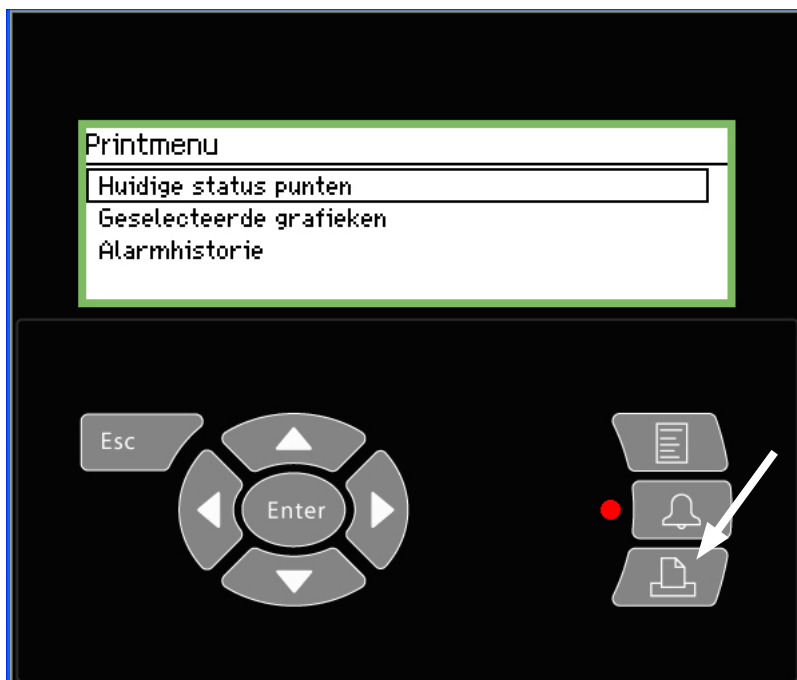 Printmenu
Huidige status punten
Geselecteerde grafieken
Alarmhistorie
Esc
Enter